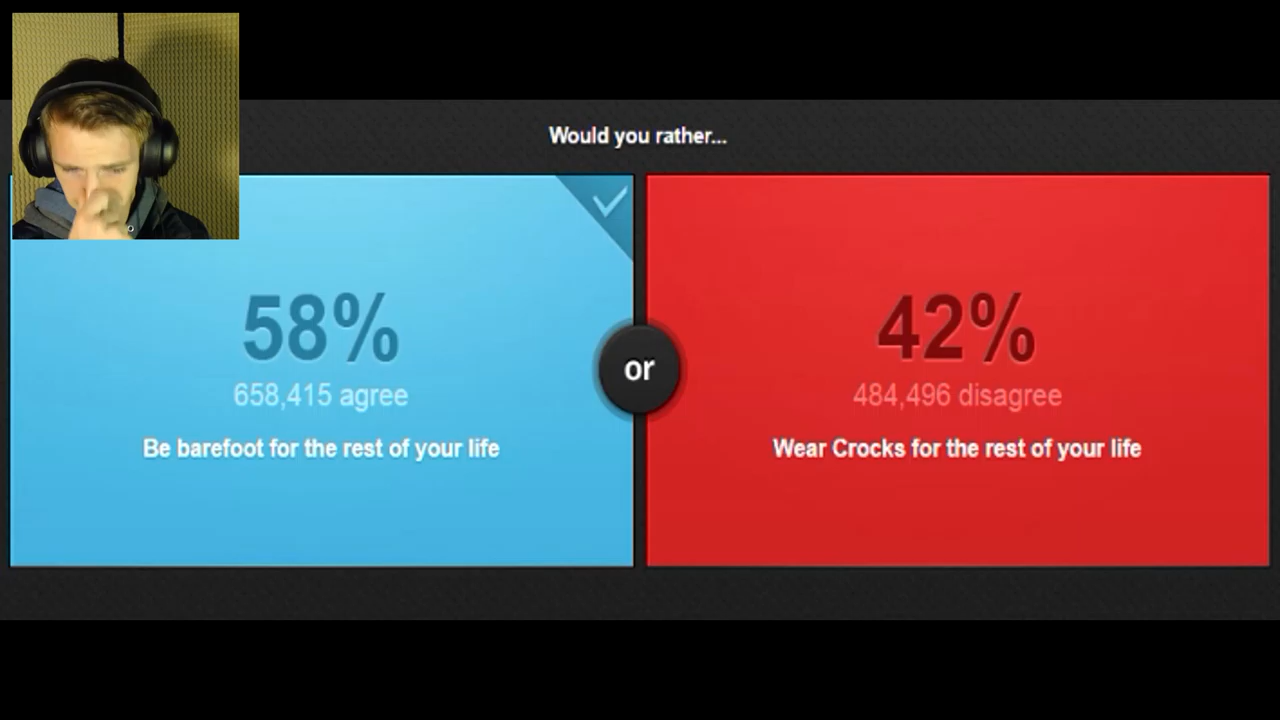 Would you rather...
58%
658,415 agree
Be barefoot for the rest of your life
or
42%
484,496 disagree
Wear Crocks for the rest of your life